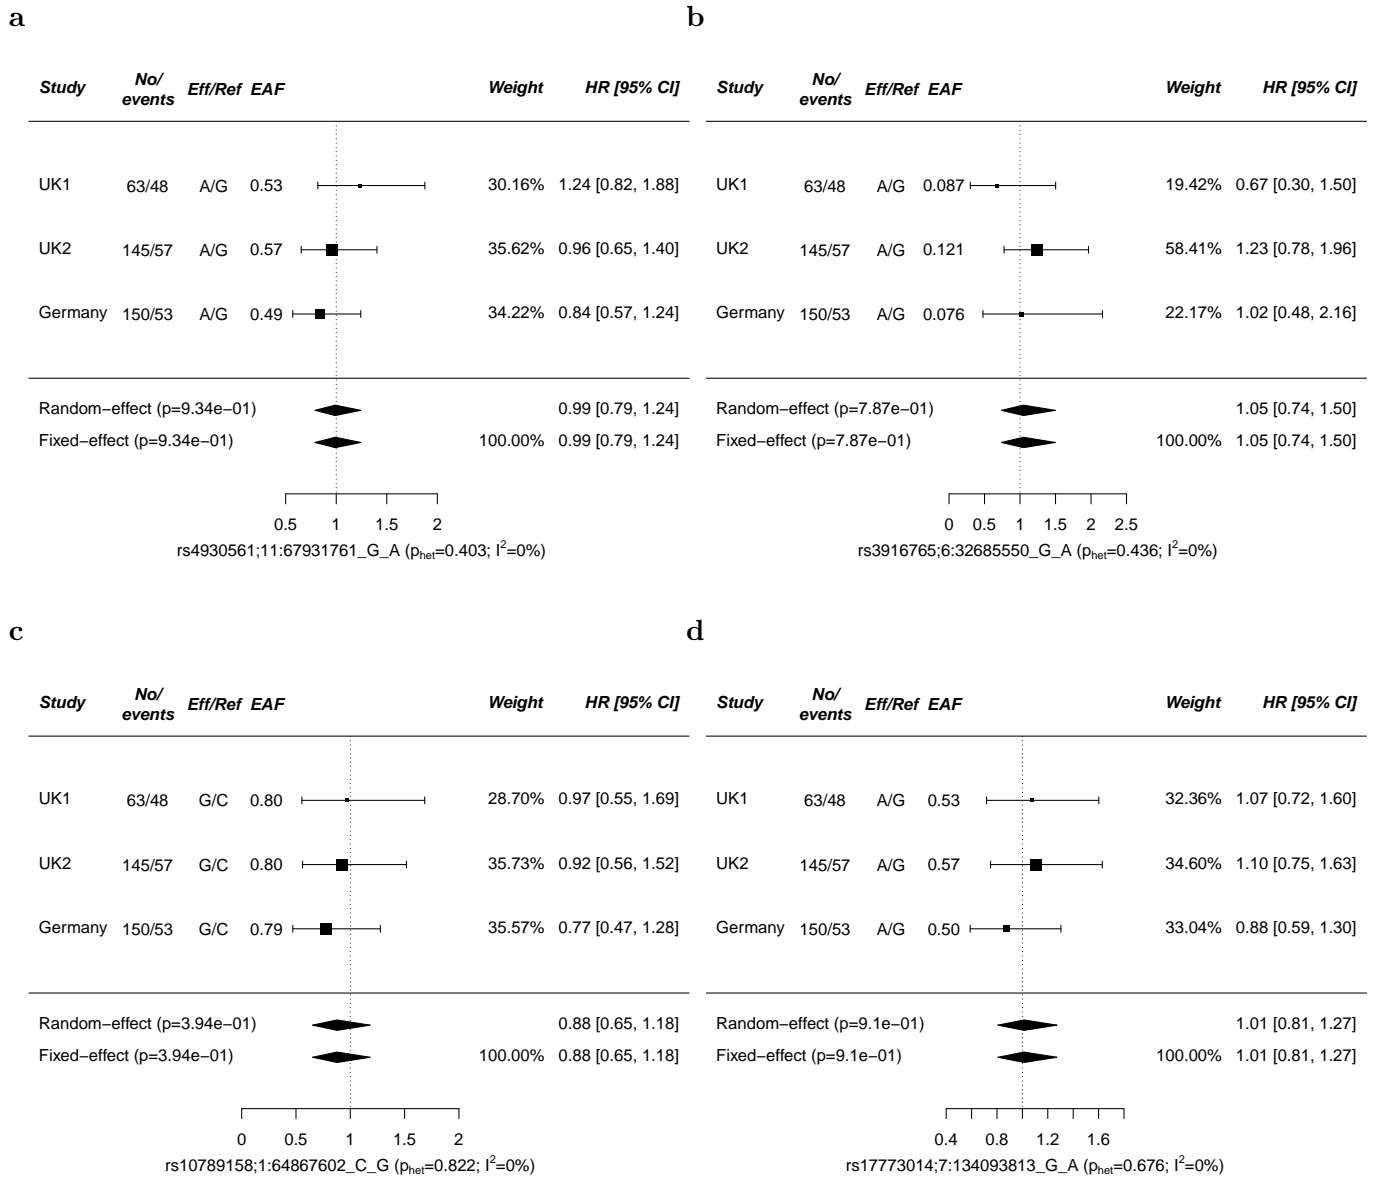 a
Study No/events Eff/Ref EAF Weight HR [95% CI]
UK1 63/48 A/G 0.53 30.16% 1.24 [0.82, 1.88]
UK2 145/57 A/G 0.57 35.62% 0.96 [0.65, 1.40]
Germany 150/53 A/G 0.49 34.22% 0.84 [0.57, 1.24]
Random−effect (p=9.34e−01) 0.99 [0.79, 1.24]
Fixed−effect (p=9.34e−01) 100.00% 0.99 [0.79, 1.24]
0.5 1 1.5 2
rs4930561;11:67931761_G_A (phet=0.403; I2=0%)
b
Study No/events Eff/Ref EAF Weight HR [95% CI]
UK1 63/48 A/G 0.087 19.42% 0.67 [0.30, 1.50]
UK2 145/57 A/G 0.121 58.41% 1.23 [0.78, 1.96]
Germany 150/53 A/G 0.076 22.17% 1.02 [0.48, 2.16]
Random−effect (p=7.87e−01) 1.05 [0.74, 1.50]
Fixed−effect (p=7.87e−01) 100.00% 1.05 [0.74, 1.50]
0 0.5 1 1.5 2 2.5
rs3916765;6:32685550_G_A (phet=0.436; I2=0%)
c
Study No/events Eff/Ref EAF Weight HR [95% CI]
UK1 63/48 G/C 0.80 28.70% 0.97 [0.55, 1.69]
UK2 145/57 G/C 0.80 35.73% 0.92 [0.56, 1.52]
Germany 150/53 G/C 0.79 35.57% 0.77 [0.47, 1.28]
Random−effect (p=3.94e−01) 0.88 [0.65, 1.18]
Fixed−effect (p=3.94e−01) 100.00% 0.88 [0.65, 1.18]
0 0.5 1 1.5 2
rs10789158;1:64867602_C_G (phet=0.822; I2=0%)
d
Study No/events Eff/Ref EAF Weight HR [95% CI]
UK1 63/48 A/G 0.53 32.36% 1.07 [0.72, 1.60]
UK2 145/57 A/G 0.57 34.60% 1.10 [0.75, 1.63]
Germany 150/53 A/G 0.50 33.04% 0.88 [0.59, 1.30]
Random−effect (p=9.1e−01) 1.01 [0.81, 1.27]
Fixed−effect (p=9.1e−01) 100.00% 1.01 [0.81, 1.27]
0.4 0.8 1.2 1.6
rs17773014;7:134093813_G_A (phet=0.676; I2=0%)